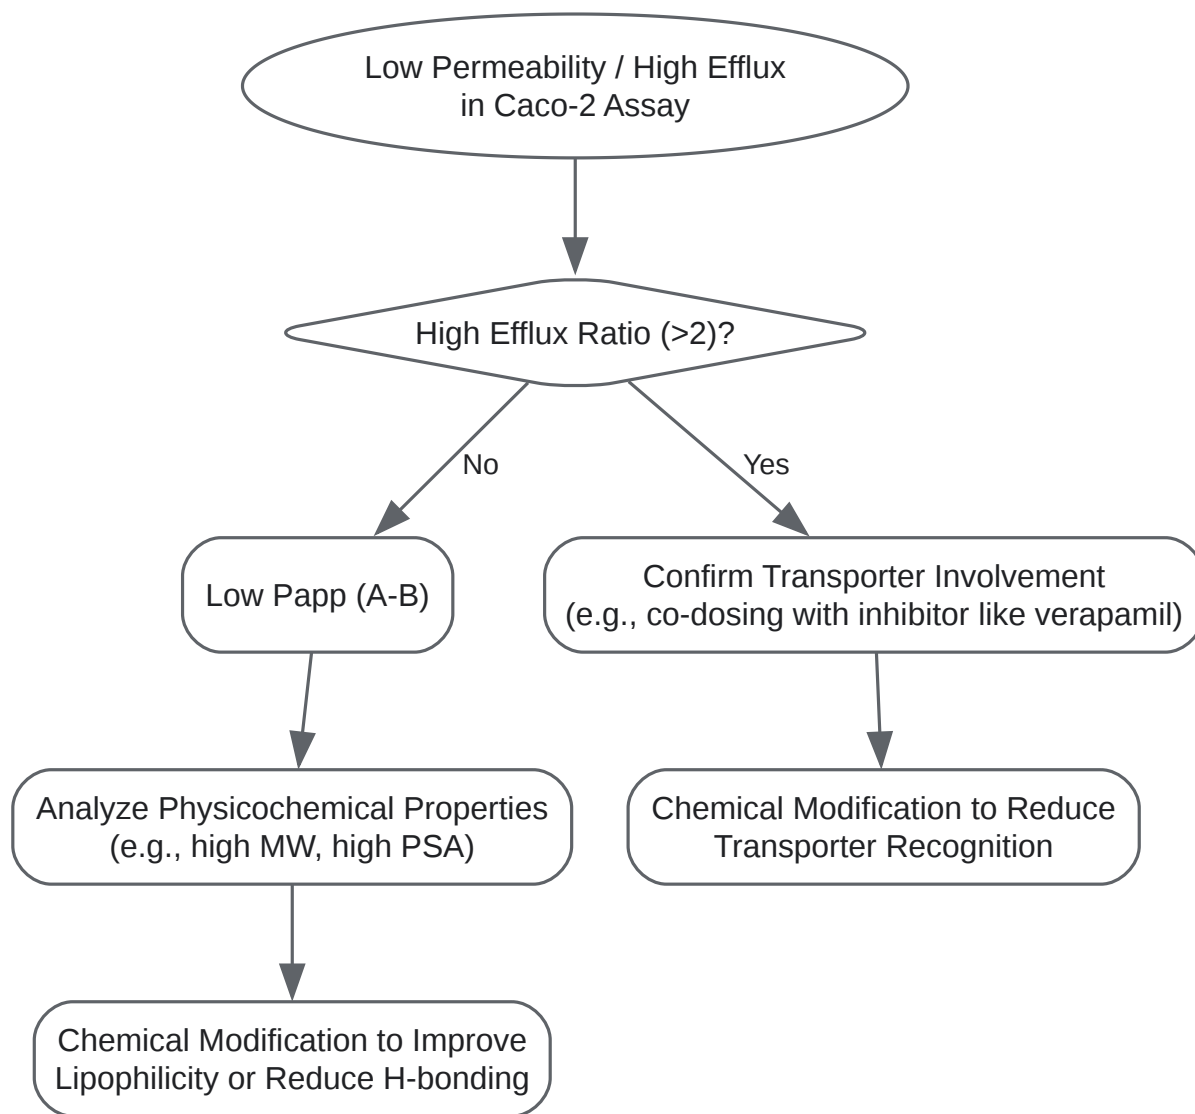 Low Permeability / High Efflux
in Caco-2 Assay
High Efflux Ratio (>2)?
No
Yes
Low Papp (A-B)
Confirm Transporter Involvement
(e.g., co-dosing with inhibitor like verapamil)
Analyze Physicochemical Properties
(e.g., high MW, high PSA)
Chemical Modification to Reduce
Transporter Recognition
Chemical Modification to Improve
Lipophilicity or Reduce H-bonding